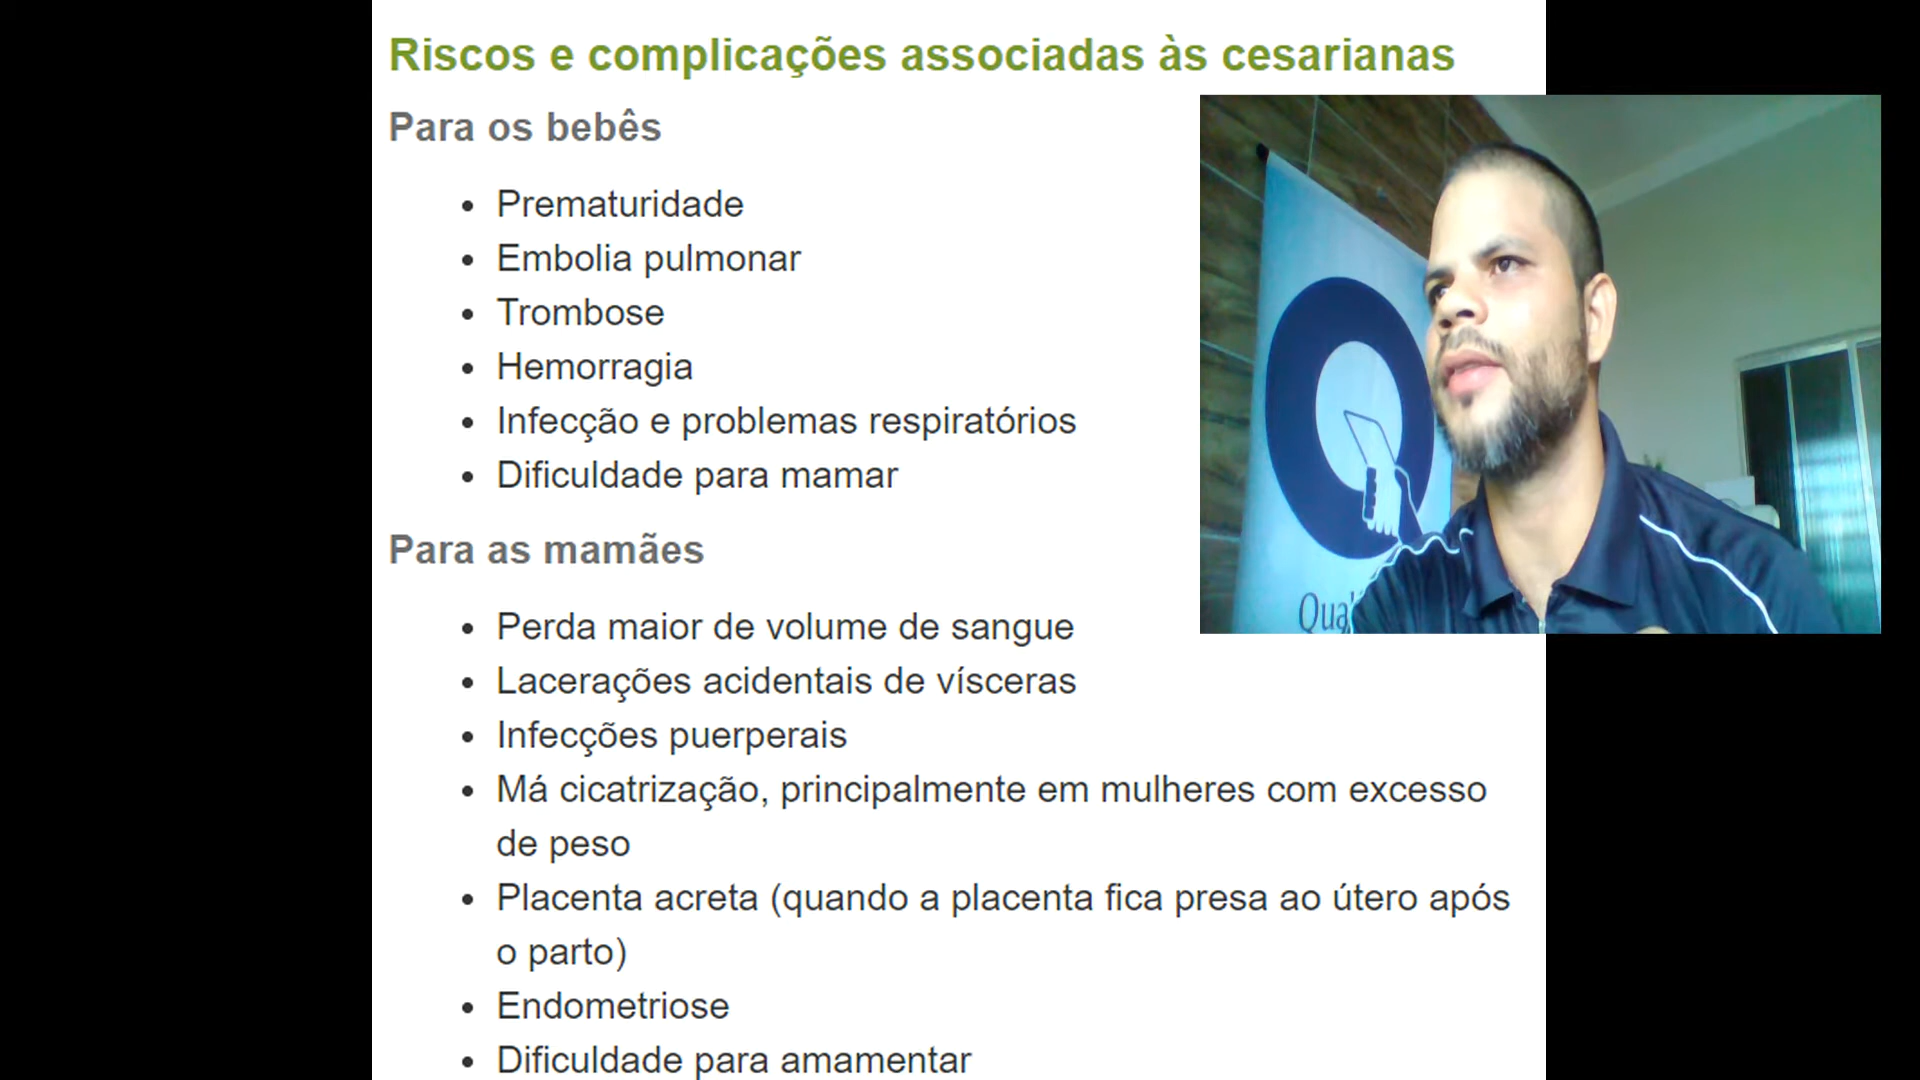 Riscos e complicações associadas às cesarianas
Para os bebês
Prematuridade
Embolia pulmonar
Trombose
Hemorragia
Infecção e problemas respiratórios
Dificuldade para mamar
Para as mamães
Perda maior de volume de sangue
Lacerações acidentais de vísceras
Infecções puerperais
Má cicatrização, principalmente em mulheres com excesso
de peso
Placenta acreta (quando a placenta fica presa ao útero após
o parto)
Endometriose
Dificuldade para amamentar